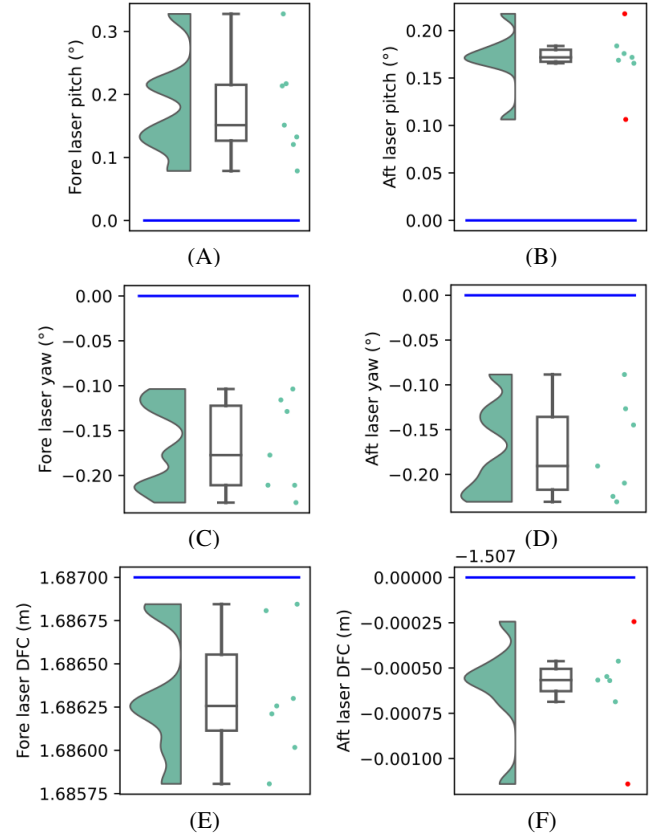 Fore laser pitch (°)
0.3
0.2
0.1
0.0
(A)
Aft laser pitch (°)
0.20
0.15
0.10
0.05
0.00
(B)
Fore laser yaw (°)
0.00
−0.05
−0.10
−0.15
−0.20
(C)
Aft laser yaw (°)
0.00
−0.05
−0.10
−0.15
−0.20
(D)
Fore laser DFC (m)
1.68700
1.68675
1.68650
1.68625
1.68600
1.68575
(E)
−1.507
Aft laser DFC (m)
0.00000
−0.00025
−0.00050
−0.00075
−0.00100
(F)